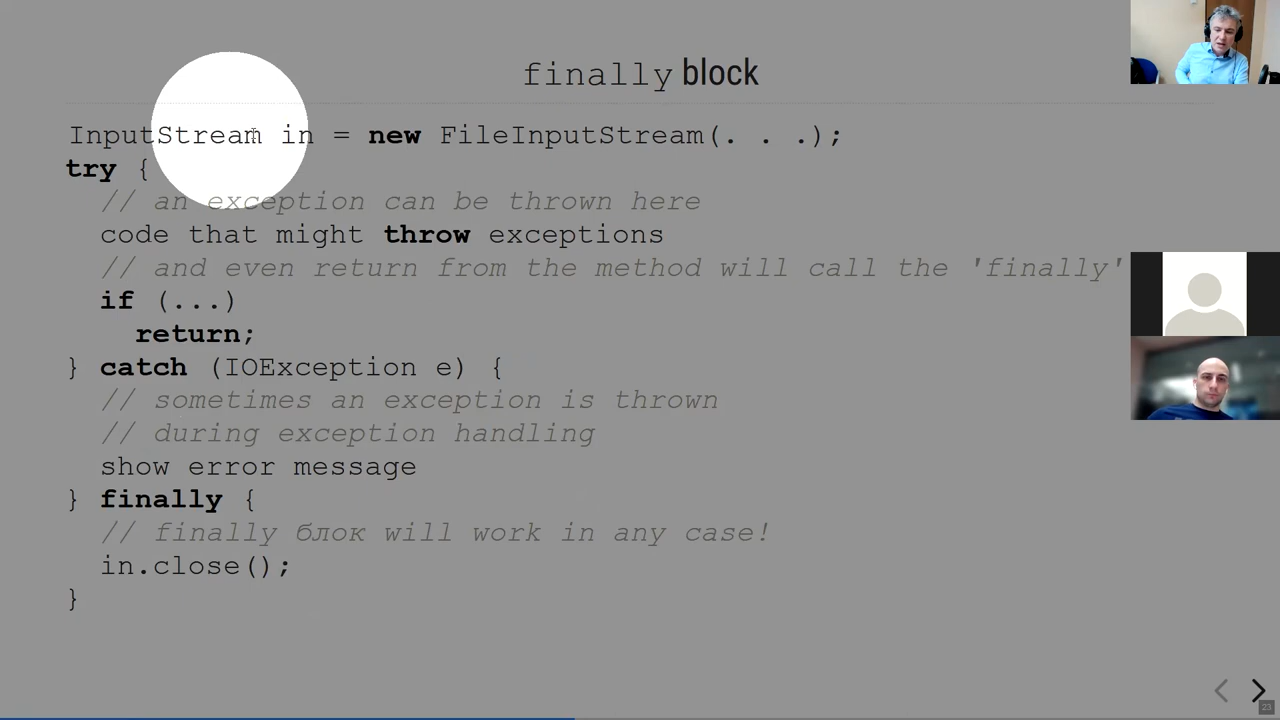 finally block
InputStream in = new FileInputStream(. . .);
try {
// an exception can be thrown here
code that might throw exceptions
// and even return from the method will call the 'finally'
if (...)
return;
} catch (IOException e) {
// sometimes an exception is thrown
// during exception handling
show error message
} finally {
// finally блок will work in any case!
in.close();
}
23